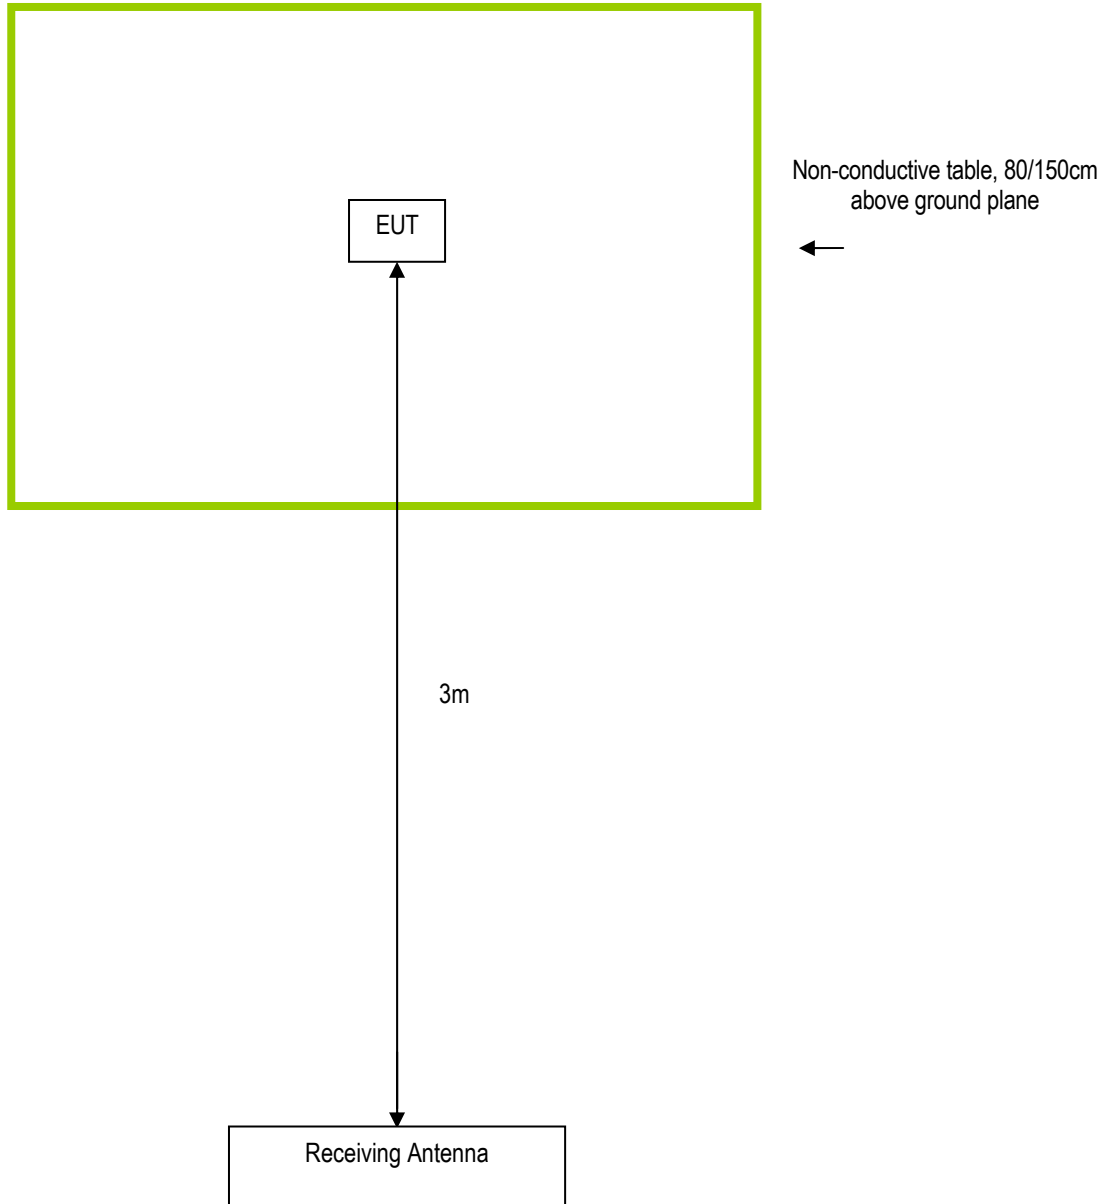 Non-conductive table, 80/150cm
above ground plane
EUT
3m
Receiving Antenna